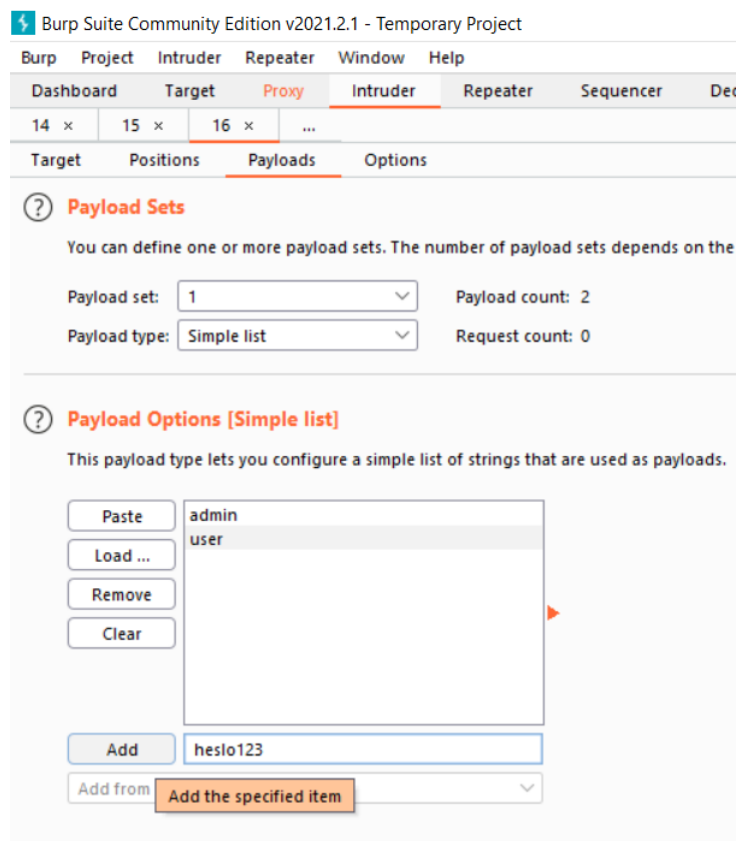 Burp Suite Community Edition v2021.2.1 - Temporary Project
Burp Project Intruder Repeater Window Help
Dashboard Target Proxy Intruder Repeater Sequencer
14 × 15 × 16 × ...
Target Positions Payloads Options
? Payload Sets
You can define one or more payload sets. The number of payload sets depends on the
Payload set: 1 Payload count: 2
Payload type: Simple list Request count: 0
? Payload Options [Simple list]
This payload type lets you configure a simple list of strings that are used as payloads.
Paste admin
user
Load ...
Remove
Clear
Add heslo123
Add from
Add the specified item